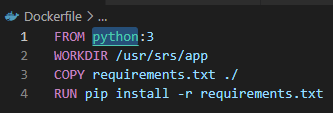 Dockerfile > ...
1 FROM python:3
2 WORKDIR /usr/srs/app
3 COPY requirements.txt ./
4 RUN pip install -r requirements.txt